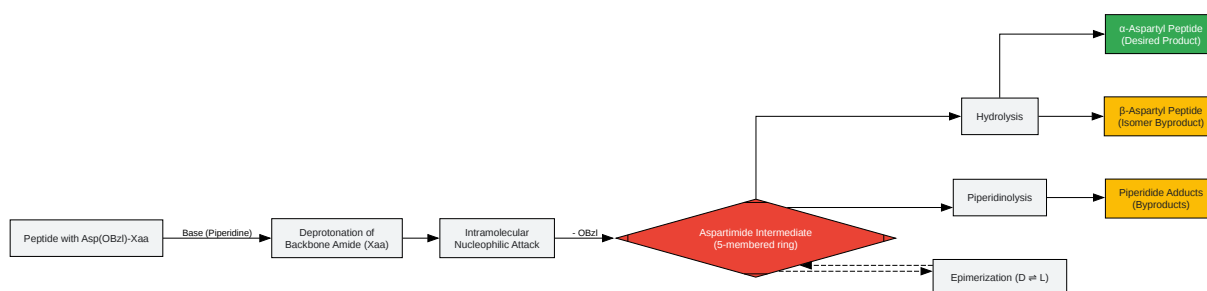 α-Aspartyl Peptide
(Desired Product)
Hydrolysis
β-Aspartyl Peptide
(Isomer Byproduct)
Piperidinolysis
Piperidide Adducts
(Byproducts)
Peptide with Asp(OBzl)-Xaa
Base (Piperidine)
Deprotonation of
Backbone Amide (Xaa)
Intramolecular
Nucleophilic Attack
- OBzl
Aspartimide Intermediate
(5-membered ring)
Epimerization (D ⇌ L)